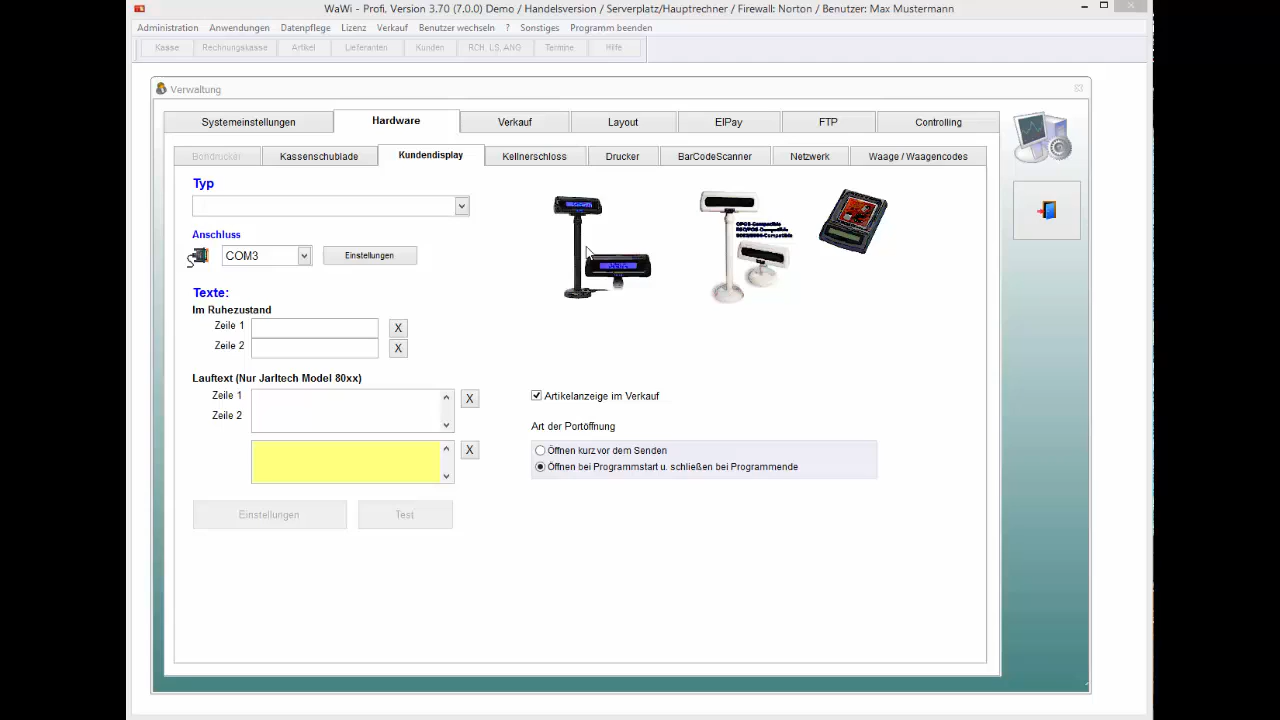 WaWi - Profi, Version 3.70 (7.0.0) Demo / Handelsversion / Serverplatz/Hauptrechner / Firewall: Norton / Benutzer: Max Mustermann
Administration Anwendungen Datenpflege Lizenz Verkauf Benutzer wechseln ? Sonstiges Programm beenden
Kasse Rechnungskasse Artikel Lieferanten Kunden RCH, LS, ANG Termine Hilfe
Verwaltung
Systemeinstellungen Hardware Verkauf Layout ElPay FTP Controlling
Bondrucker Kassenschublade Kundendisplay Kellnerschloss Drucker BarCodeScanner Netzwerk Waage / Waagencodes
Typ
Anschluss
COM3 Einstellungen
Texte:
Im Ruhezustand
Zeile 1 X
Zeile 2 X
Lauftext (Nur Jarltech Model 80xx)
Zeile 1 X
Zeile 2
X
Artikelanzeige im Verkauf
Art der Portöffnung
Öffnen kurz vor dem Senden
Öffnen bei Programmstart u. schließen bei Programmende
Einstellungen Test